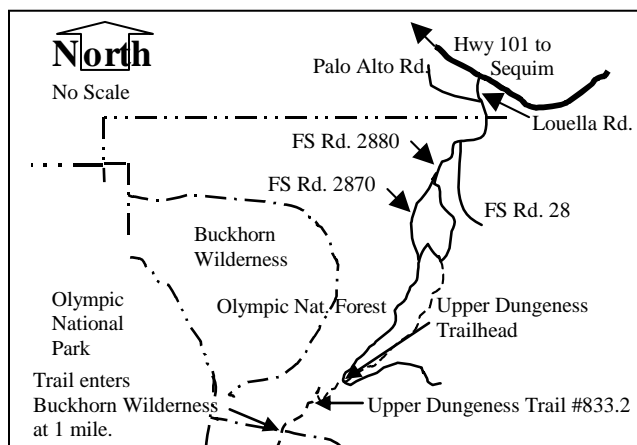 North
No Scale
Hwy 101 to
Sequim
Palo Alto Rd.
Louella Rd.
FS Rd. 2880
FS Rd. 2870
FS Rd. 28
Buckhorn
Wilderness
Olympic
National
Park
Olympic Nat. Forest
Upper Dungeness
Trailhead
Trail enters
Buckhorn Wilderness
at 1 mile.
Upper Dungeness Trail #833.2